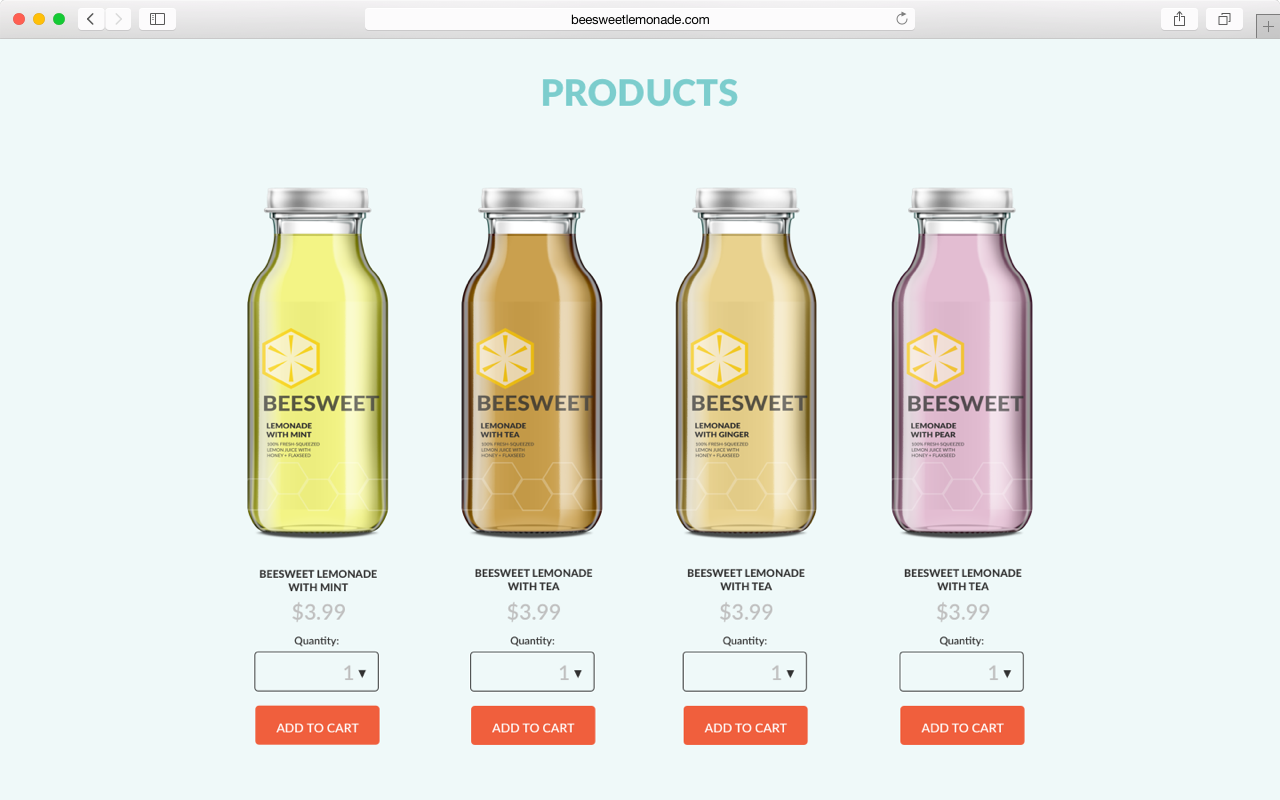 beesweetlemonade.com
PRODUCTS
BEESWEET
LEMONADE
WITH MINT
100% FRESH-SQUEEZED
LEMON JUICE WITH
HONEY + FLAXSEED
BEESWEET
LEMONADE
WITH TEA
100% FRESH-SQUEEZED
LEMON JUICE WITH
HONEY + FLAXSEED
BEESWEET
LEMONADE
WITH GINGER
100% FRESH-SQUEEZED
LEMON JUICE WITH
HONEY + FLAXSEED
BEESWEET
LEMONADE
WITH PEAR
100% FRESH-SQUEEZED
LEMON JUICE WITH
HONEY + FLAXSEED
BEESWEET LEMONADE
WITH MINT
$3.99
Quantity:
1
ADD TO CART
BEESWEET LEMONADE
WITH TEA
$3.99
Quantity:
1
ADD TO CART
BEESWEET LEMONADE
WITH TEA
$3.99
Quantity:
1
ADD TO CART
BEESWEET LEMONADE
WITH TEA
$3.99
Quantity:
1
ADD TO CART